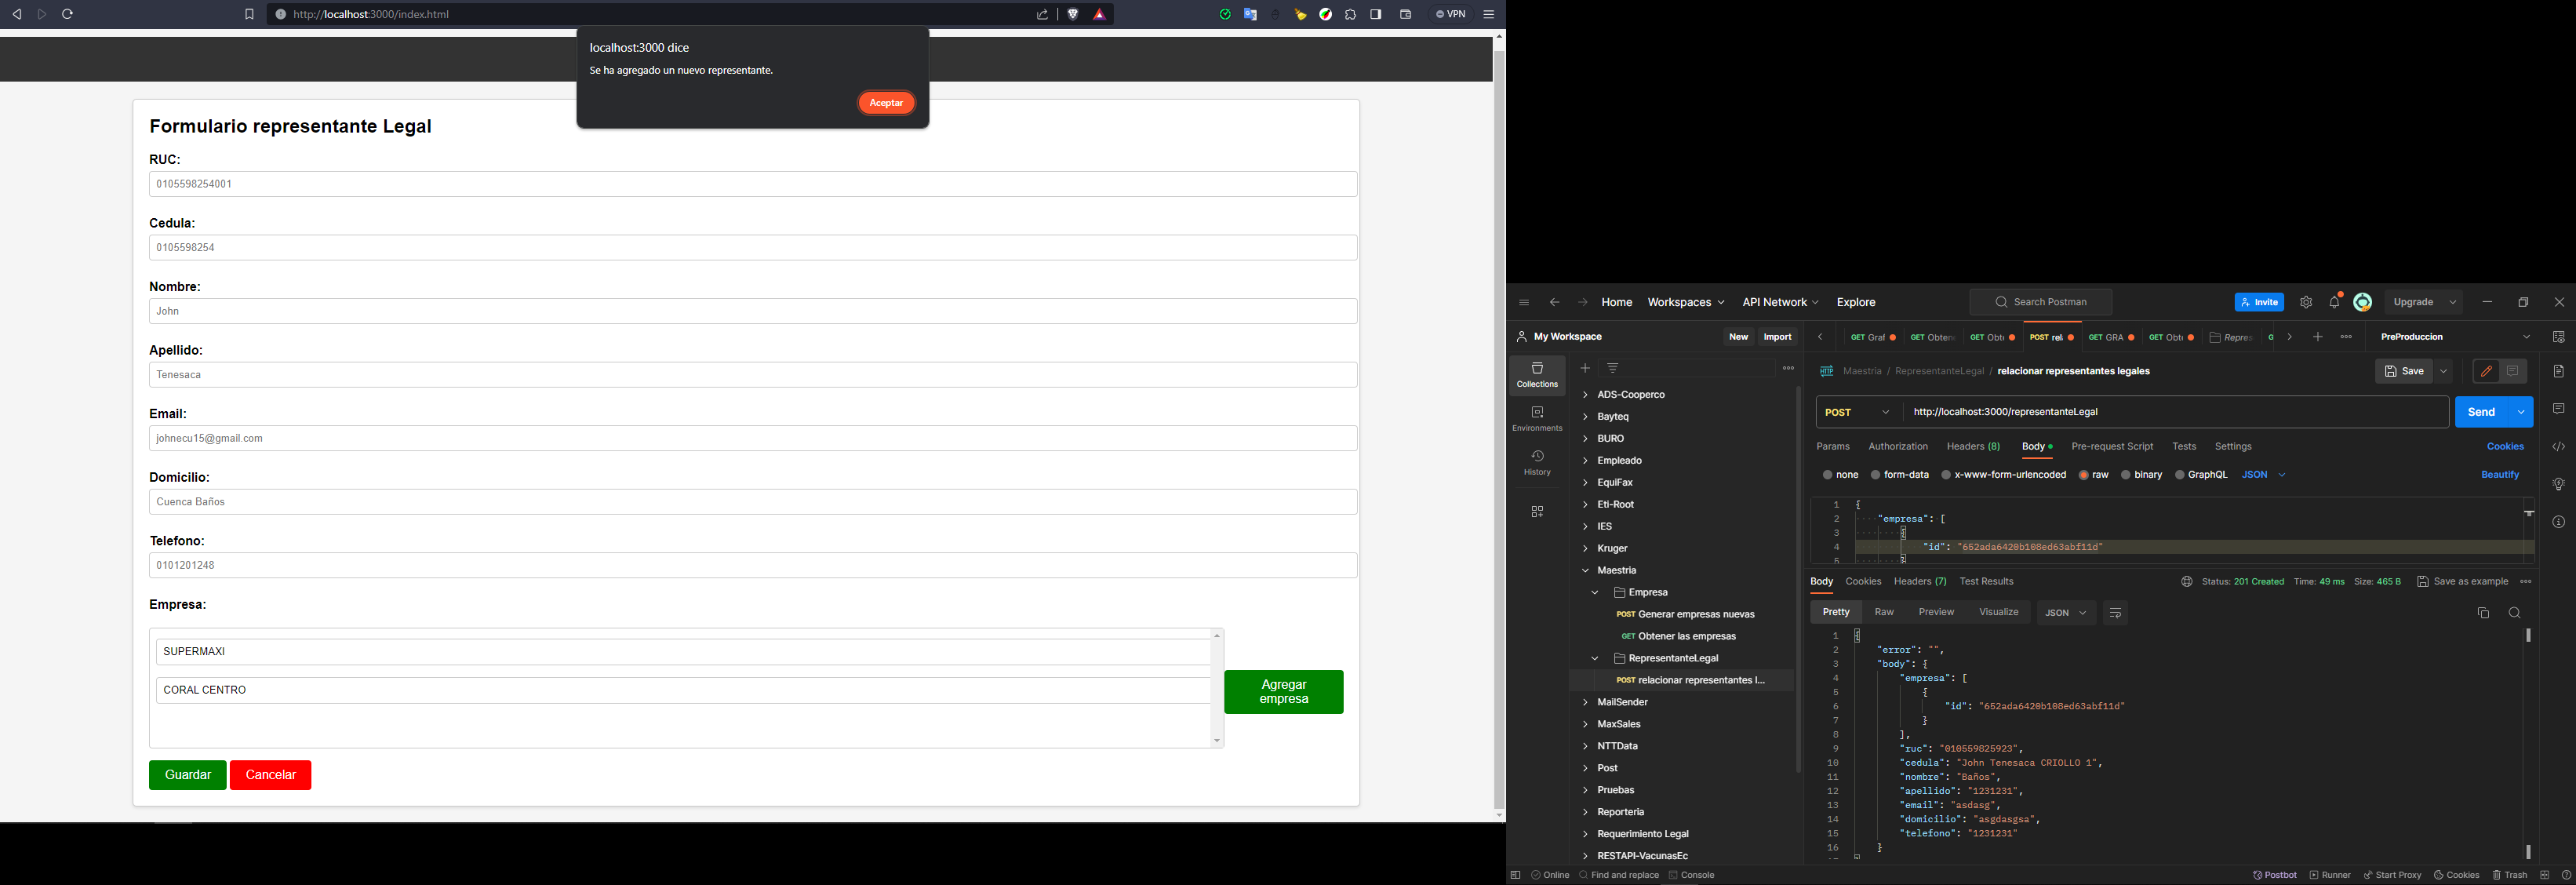 http://localhost:3000/index.html
VPN
localhost:3000 dice
Se ha agregado un nuevo representante.
Aceptar
Formulario representante Legal
RUC:
0105598254001
Cedula:
0105598254
Nombre:
John
Apellido:
Tenesaca
Email:
johnecu15@gmail.com
Domicilio:
Cuenca Baños
Telefono:
0101201248
Empresa:
SUPERMAXI
CORAL CENTRO
Agregar
empresa
Guardar
Cancelar
Home Workspaces API Network Explore
Search Postman
Invite
Upgrade
My Workspace
New Import
GET Graf
GET Obten
GET Obt
POST rel
GET GRA
GET Obt
Repres
G
PreProduccion
Collections
Environments
History
ADS-Cooperco
Bayteq
BURO
Empleado
EquiFax
Eti-Root
IES
Kruger
Maestria
Empresa
POST Generar empresas nuevas
GET Obtener las empresas
RepresentanteLegal
POST relacionar representantes l...
MailSender
MaxSales
NTTData
Post
Pruebas
Reporteria
Requerimiento Legal
RESTAPI-VacunasEc
HTTP Maestria / RepresentanteLegal / relacionar representantes legales
Save
POST http://localhost:3000/representanteLegal
Send
Params Authorization Headers (8) Body Pre-request Script Tests Settings Cookies
none form-data x-www-form-urlencoded raw binary GraphQL JSON Beautify
1 {
2 "empresa": [
3 {
4 "id": "652ada6420b108ed63abf11d"
5 }
Body Cookies Headers (7) Test Results
Status: 201 Created Time: 49 ms Size: 465 B Save as example
Pretty Raw Preview Visualize JSON
1 {
2 "error": "",
3 "body": {
4 "empresa": [
5 {
6 "id": "652ada6420b108ed63abf11d"
7 }
8 ],
9 "ruc": "010559825923",
10 "cedula": "John Tenesaca CRIOLLO 1",
11 "nombre": "Baños",
12 "apellido": "1231231",
13 "email": "asdasg",
14 "domicilio": "asgdasgsa",
15 "telefono": "1231231"
16 }
Online Find and replace Console
Postbot Runner Start Proxy Cookies Trash